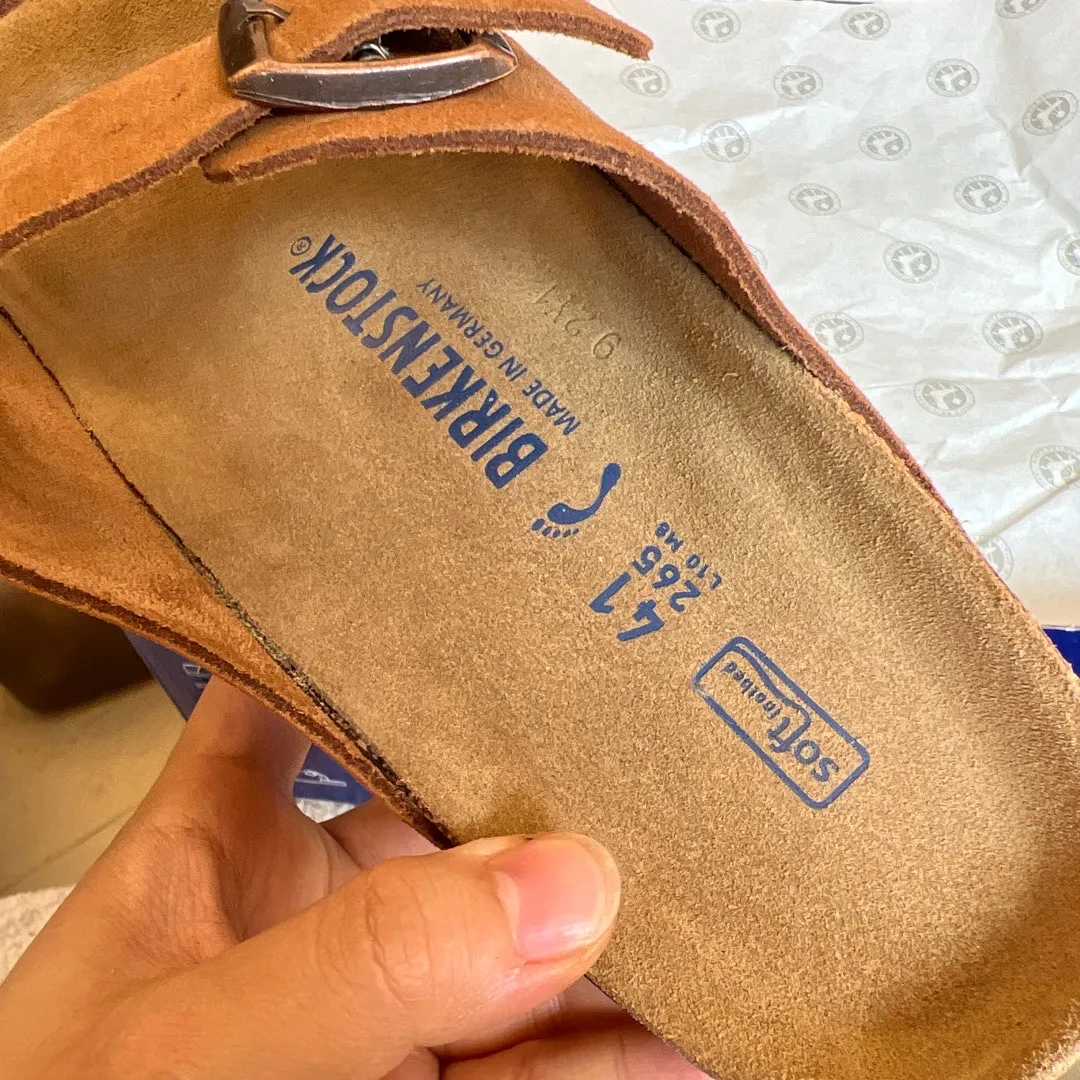 BIRKENSTOCK®
MADE IN GERMANY
41
265
L10 M8
soft
footbed